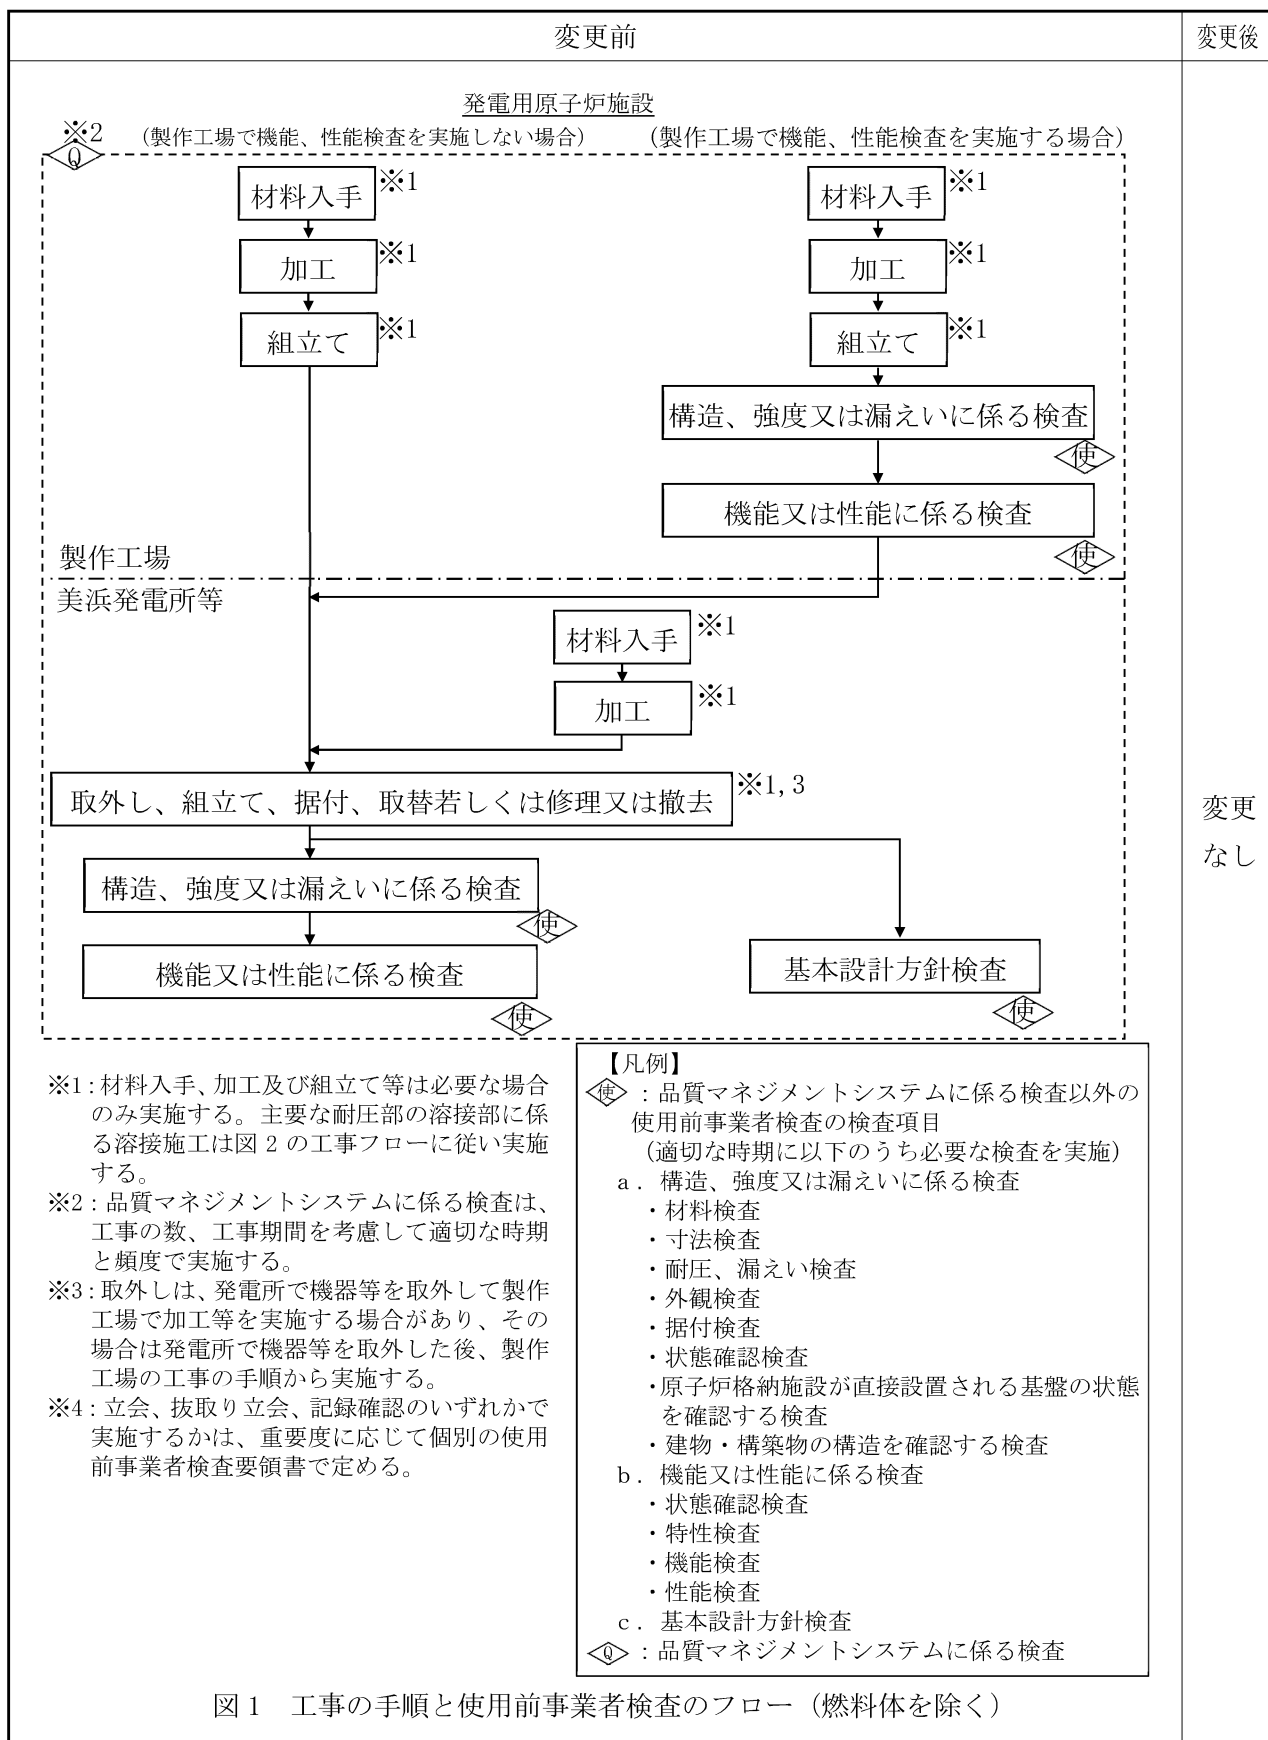 変更前
変更後
発電用原子炉施設
※2
(製作工場で機能、性能検査を実施しない場合)
(製作工場で機能、性能検査を実施する場合)
Q
材料入手
※1
材料入手
※1
加工
※1
加工
※1
組立て
※1
組立て
※1
構造、強度又は漏えいに係る検査
使
機能又は性能に係る検査
使
製作工場
美浜発電所等
材料入手
※1
加工
※1
取外し、組立て、据付、取替若しくは修理又は撤去
※1,3
構造、強度又は漏えいに係る検査
使
機能又は性能に係る検査
使
基本設計方針検査
使
変更
なし
※1:材料入手、加工及び組立て等は必要な場合
のみ実施する。主要な耐圧部の溶接部に係
る溶接施工は図2の工事フローに従い実施
する。
※2:品質マネジメントシステムに係る検査は、
工事の数、工事期間を考慮して適切な時期
と頻度で実施する。
※3:取外しは、発電所で機器等を取外して製作
工場で加工等を実施する場合があり、その
場合は発電所で機器等を取外した後、製作
工場の工事の手順から実施する。
※4:立会、抜取り立会、記録確認のいずれかで
実施するかは、重要度に応じて個別の使用
前事業者検査要領書で定める。
【凡例】
使:品質マネジメントシステムに係る検査以外の
使用前事業者検査の検査項目
(適切な時期に以下のうち必要な検査を実施)
a.構造、強度又は漏えいに係る検査
・材料検査
・寸法検査
・耐圧、漏えい検査
・外観検査
・据付検査
・状態確認検査
・原子炉格納施設が直接設置される基盤の状態
を確認する検査
・建物・構築物の構造を確認する検査
b.機能又は性能に係る検査
・状態確認検査
・特性検査
・機能検査
・性能検査
c.基本設計方針検査
Q:品質マネジメントシステムに係る検査
図1 工事の手順と使用前事業者検査のフロー(燃料体を除く)